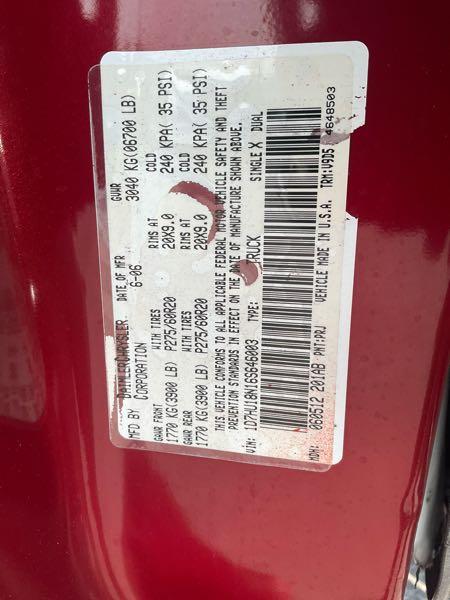 MFD BY DAIMLERCHRYSLER CORPORATION
DATE OF MFR 6-06
GVWR 3040 KG(06700 LB)
GAWR FRONT WITH TIRES RIMS AT COLD
1770 KG(3900 LB) P275/60R20 20X9.0 240 KPA( 35 PSI)
GAWR REAR WITH TIRES RIMS AT COLD
1770 KG(3900 LB) P275/60R20 20X9.0 240 KPA( 35 PSI)
THIS VEHICLE CONFORMS TO ALL APPLICABLE FEDERAL MOTOR VEHICLE SAFETY AND THEFT
PREVENTION STANDARDS IN EFFECT ON THE DATE OF MANUFACTURE SHOWN ABOVE.
VIN: 1D7HU18N16S646003 TRUCK SINGLE X DUAL
MDH: 060512 201AB PNT:PRJ VEHICLE MADE IN U.S.A. TRM:V9D5
4648503